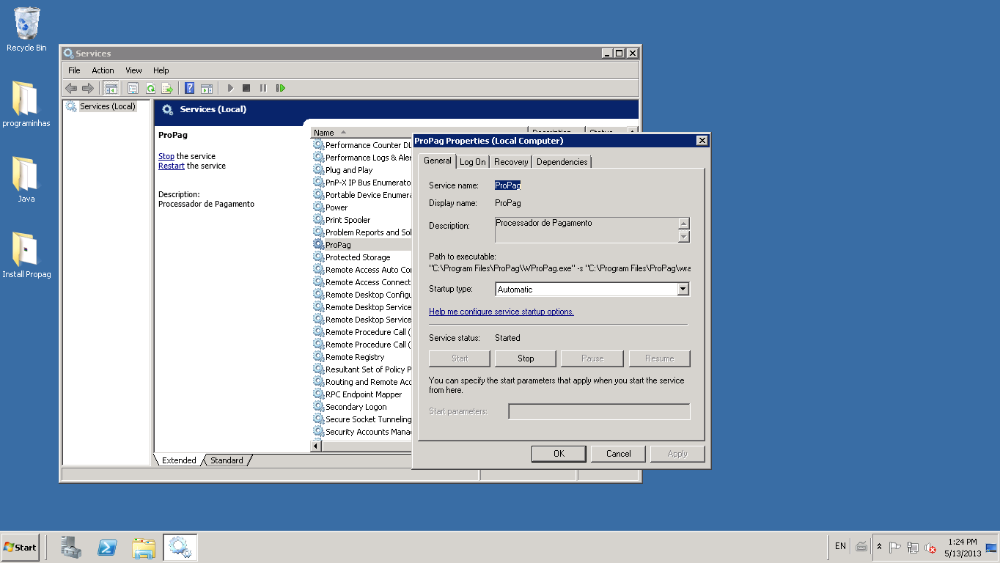 Recycle Bin
programinhas
Java
Install Propag
Services
File Action View Help
Services (Local)
Services (Local)
ProPag
Stop the service
Restart the service
Description:
Processador de Pagamento
Name
Performance Counter DL
Performance Logs & Aler
Plug and Play
PnP-X IP Bus Enumerato
Portable Device Enumera
Power
Print Spooler
Problem Reports and Sol
ProPag
Protected Storage
Remote Access Auto Co
Remote Access Connect
Remote Desktop Configu
Remote Desktop Service
Remote Desktop Service
Remote Procedure Call (
Remote Procedure Call (
Remote Registry
Resultant Set of Policy P
Routing and Remote Acc
RPC Endpoint Mapper
Secondary Logon
Secure Socket Tunneling
Security Accounts Mana
Extended Standard
ProPag Properties (Local Computer)
General Log On Recovery Dependencies
Service name: ProPag
Display name: ProPag
Description: Processador de Pagamento
Path to executable:
"C:\Program Files\ProPag\WProPag.exe" -s "C:\Program Files\ProPag\wra
Startup type: Automatic
Help me configure service startup options.
Service status: Started
Start Stop Pause Resume
You can specify the start parameters that apply when you start the service
from here.
Start parameters:
OK Cancel Apply
Start
EN
1:24 PM
5/13/2013